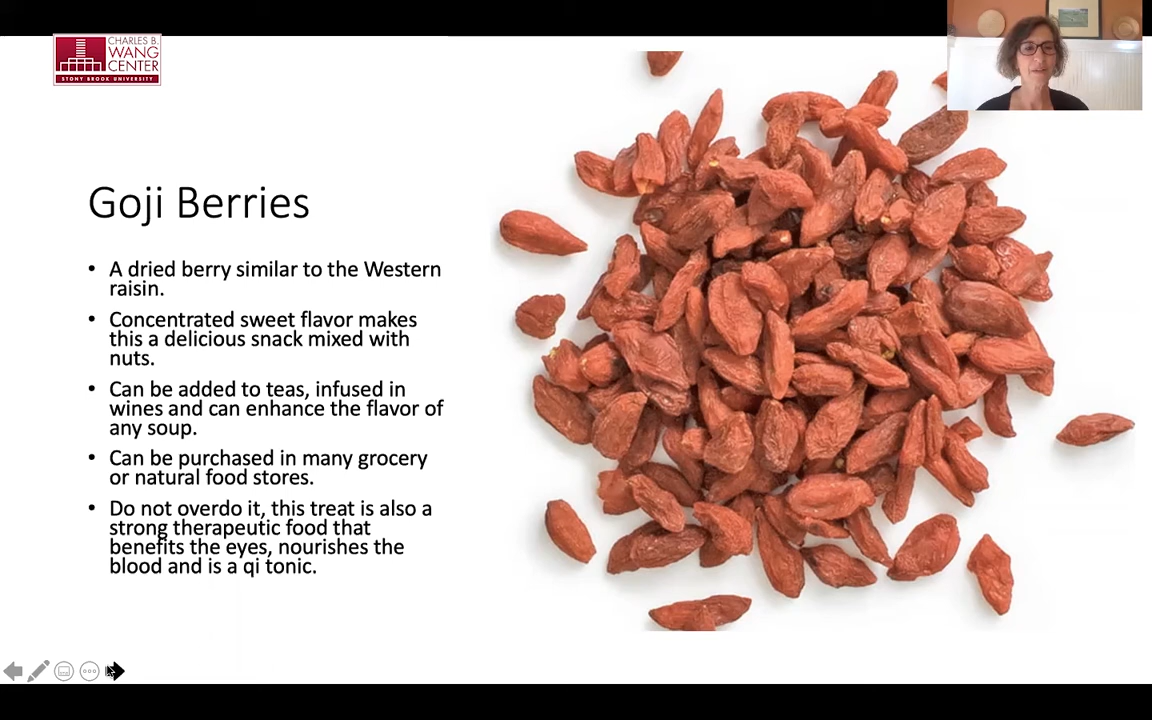 CHARLES B.
WANG
CENTER
STONY BROOK UNIVERSITY
Goji Berries
• A dried berry similar to the Western
raisin.
• Concentrated sweet flavor makes
this a delicious snack mixed with
nuts.
• Can be added to teas, infused in
wines and can enhance the flavor of
any soup.
• Can be purchased in many grocery
or natural food stores.
• Do not overdo it, this treat is also a
strong therapeutic food that
benefits the eyes, nourishes the
blood and is a qi tonic.